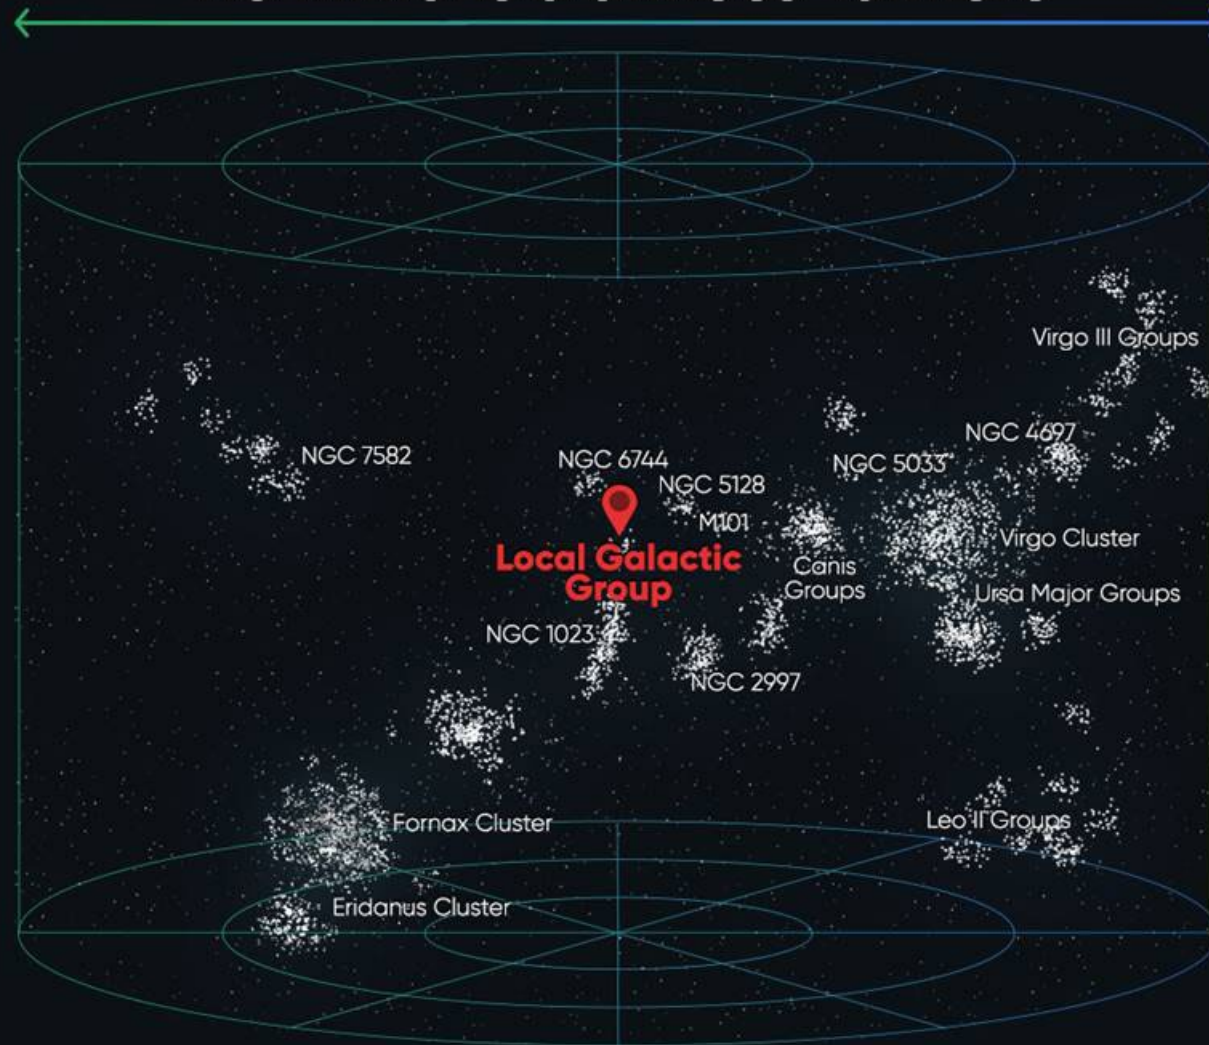 Virgo III Groups
NGC 4697
NGC 7582
NGC 6744
NGC 5033
NGC 5128
M101
Virgo Cluster
Local Galactic
Group
Canis
Groups
Ursa Major Groups
NGC 1023
NGC 2997
Fornax Cluster
Leo II Groups
Eridanus Cluster